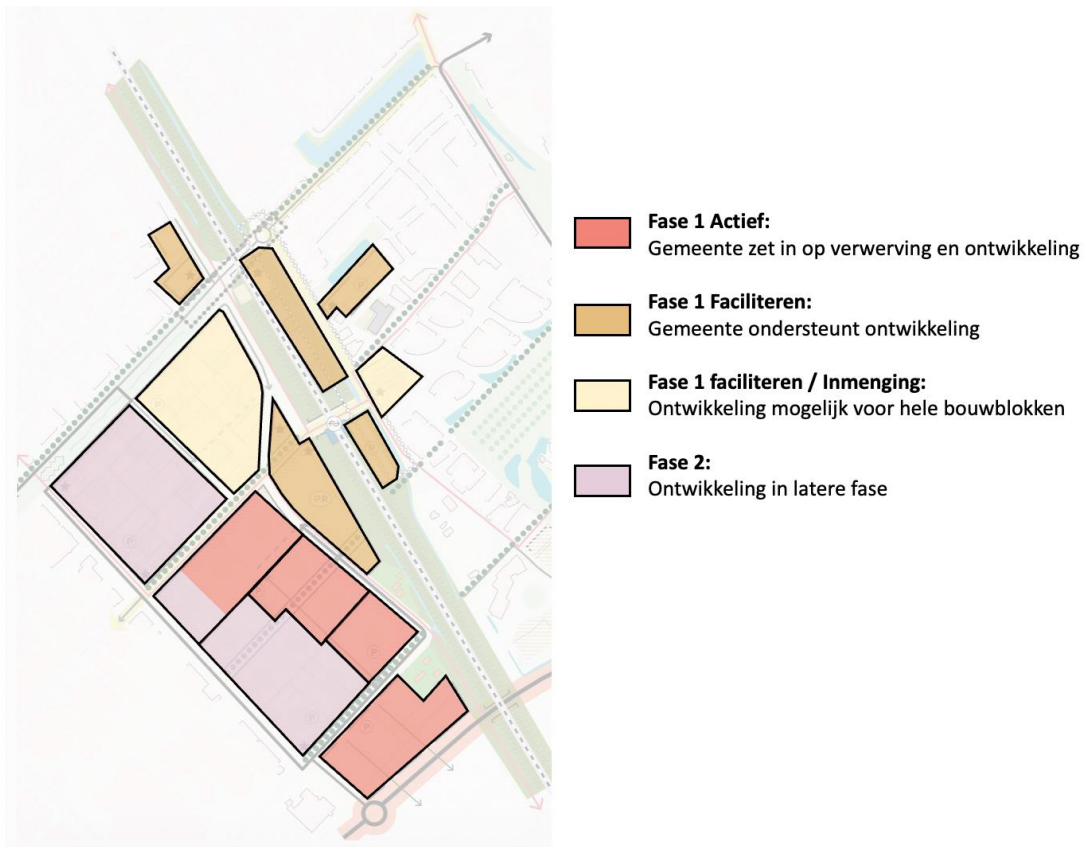 Fase 1 Actief:
Gemeente zet in op verwerving en ontwikkeling
Fase 1 Faciliteren:
Gemeente ondersteunt ontwikkeling
Fase 1 faciliteren / Inmenging:
Ontwikkeling mogelijk voor hele bouwblokken
Fase 2:
Ontwikkeling in latere fase
PR
P
P
P
P
P